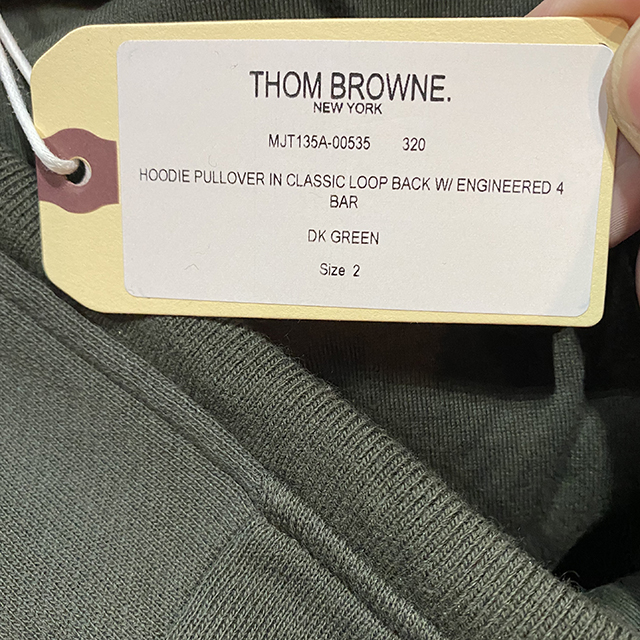 THOM BROWNE.
NEW YORK
MJT135A-00535 320
HOODIE PULLOVER IN CLASSIC LOOP BACK W/ ENGINEERED 4
BAR
DK GREEN
Size 2